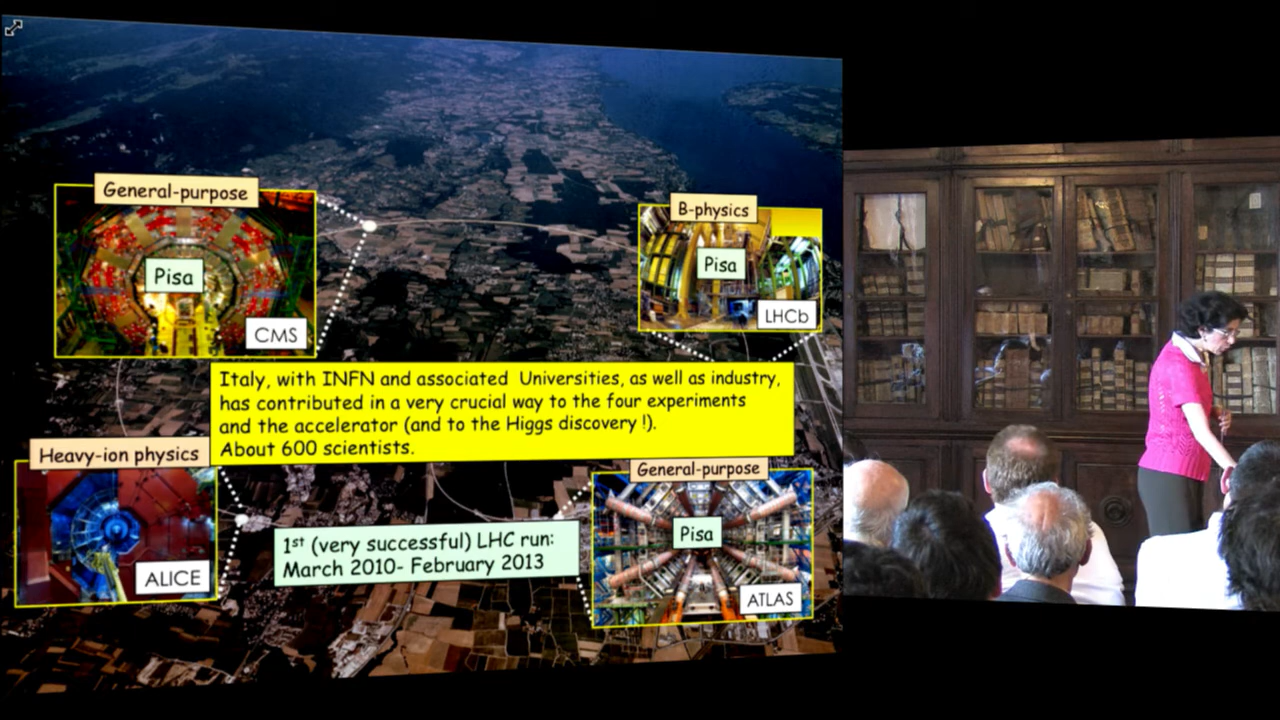 General-purpose
Pisa
CMS
B-physics
Pisa
LHCb
Italy, with INFN and associated Universities, as well as industry,
has contributed in a very crucial way to the four experiments
and the accelerator (and to the Higgs discovery !).
About 600 scientists.
Heavy-ion physics
ALICE
1st (very successful) LHC run:
March 2010- February 2013
General-purpose
Pisa
ATLAS